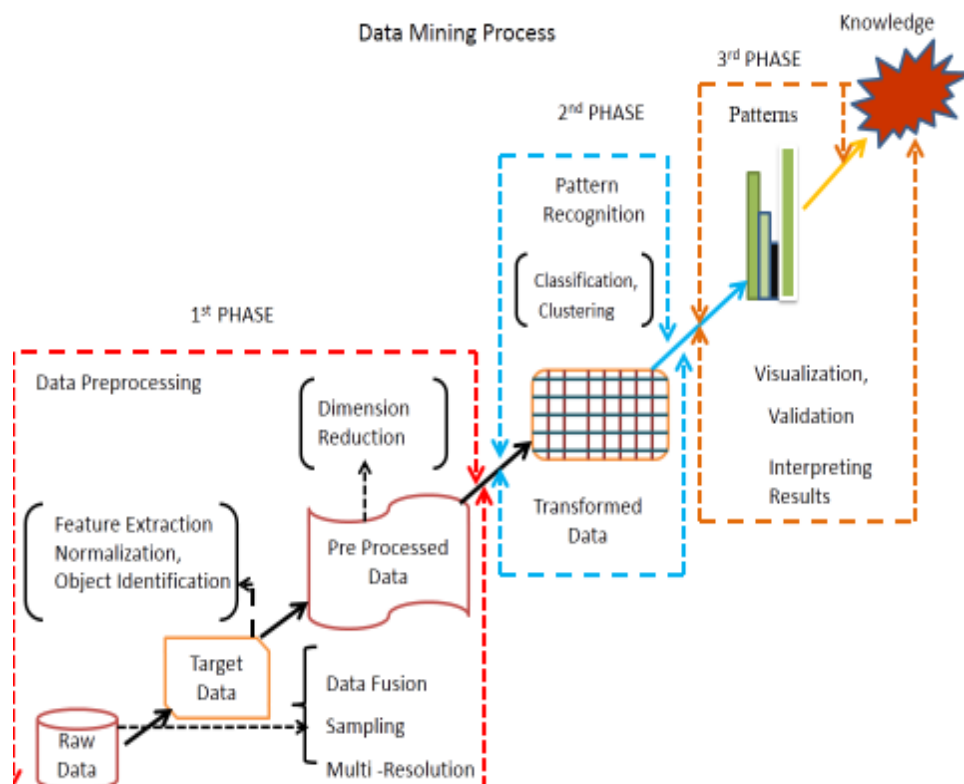 Data Mining Process
Knowledge
3rd PHASE
Patterns
2nd PHASE
Pattern
Recognition
Classification,
Clustering
1st PHASE
Data Preprocessing
Dimension
Reduction
Visualization,
Validation
Interpreting
Results
Transformed
Data
Feature Extraction
Normalization,
Object Identification
Pre Processed
Data
Target
Data
Data Fusion
Sampling
Multi -Resolution
Raw
Data